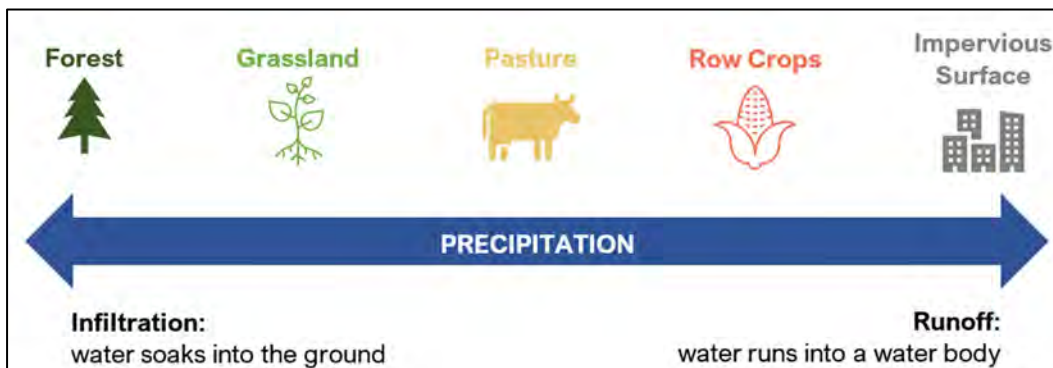 Forest
Grassland
Pasture
Row Crops
Impervious
Surface
PRECIPITATION
Infiltration:
water soaks into the ground
Runoff:
water runs into a water body